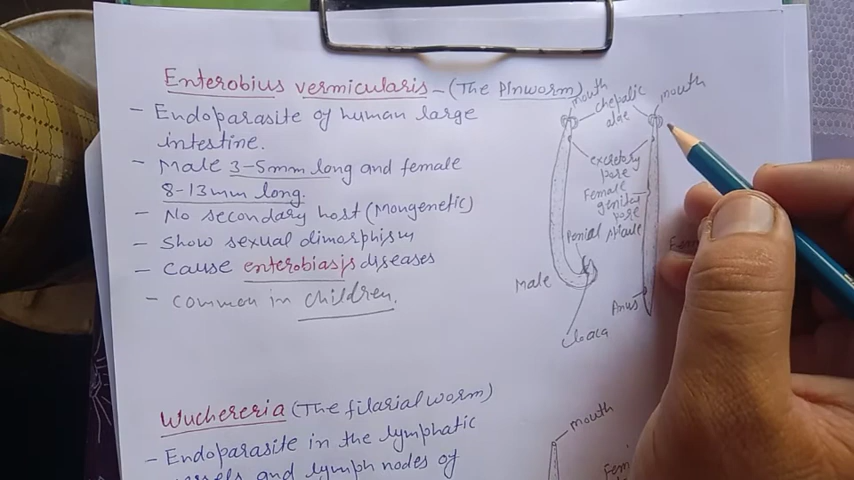 Enterobius vermicularis - (The Pinworm)
- Endoparasite of human large
intestine.
- Male 3-5mm long and female
8-13mm long.
- No secondary host (Mongenetic)
- Show sexual dimorphism
- Cause enterobiasis diseases
- Common in children.
mouth
Chephalic
alae
mouth
excretory
pore
Female
genital
pore
Penial spicule
Male
Anus
Cloaca
Wuchereria (The filarial worm)
- Endoparasite in the lymphatic
vessels and lymph nodes of
mouth